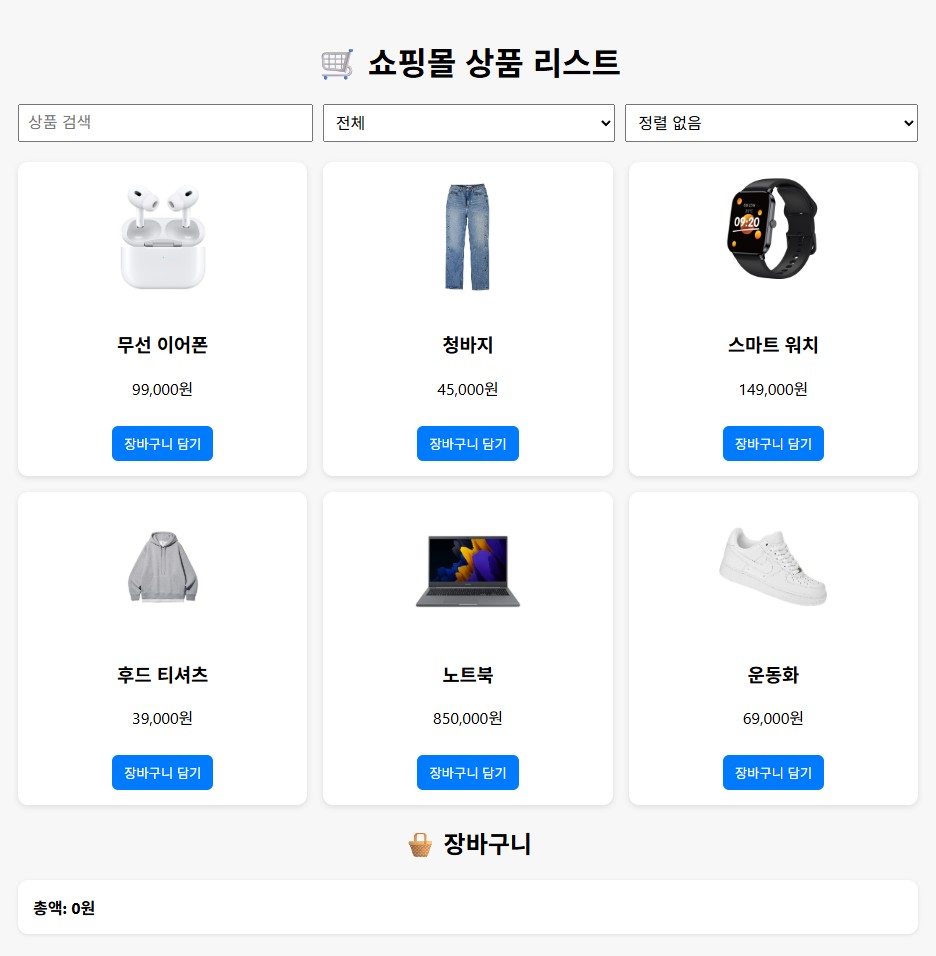 쇼핑몰 상품 리스트
상품 검색
전체
정렬 없음
09:20
무선 이어폰
청바지
스마트 워치
99,000원
45,000원
149,000원
장바구니 담기
장바구니 담기
장바구니 담기
후드 티셔츠
노트북
운동화
39,000원
850,000원
69,000원
장바구니 담기
장바구니 담기
장바구니 담기
장바구니
총액: 0원